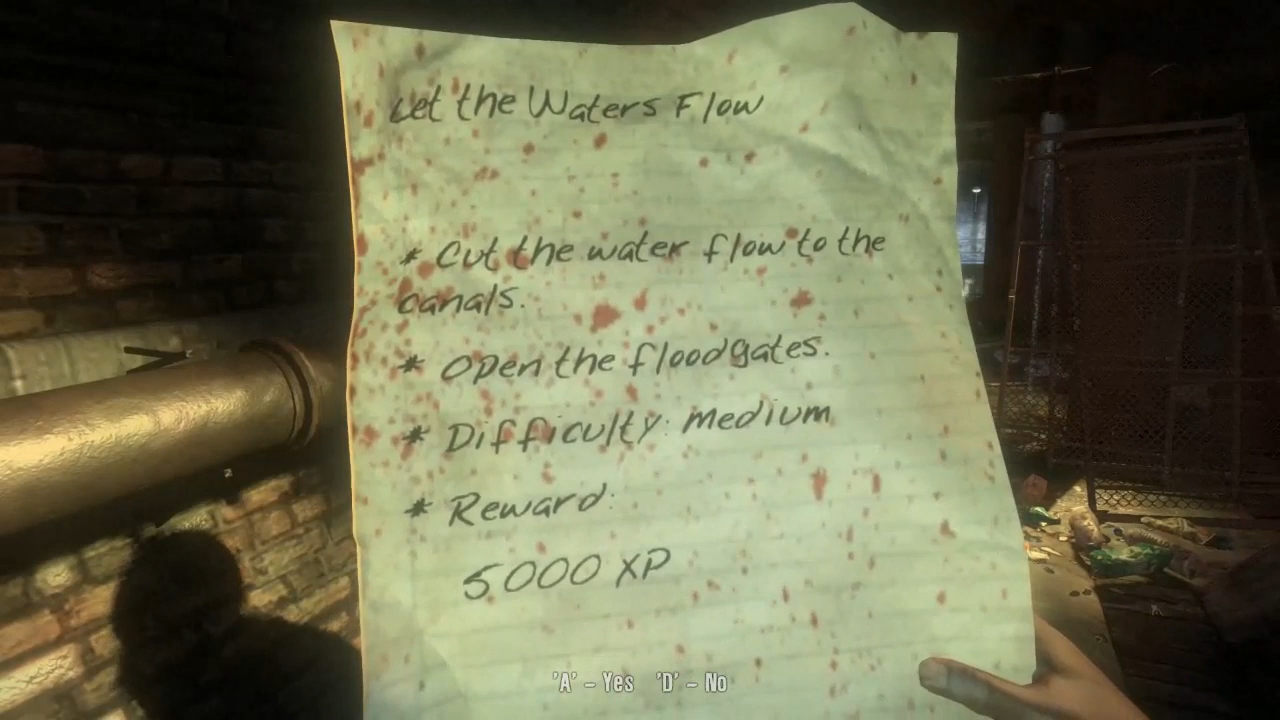 Let the Waters Flow
* Cut the water flow to the
canals.
* Open the floodgates.
* Difficulty: medium
* Reward:
5000 XP
'A' – Yes 'D' – No